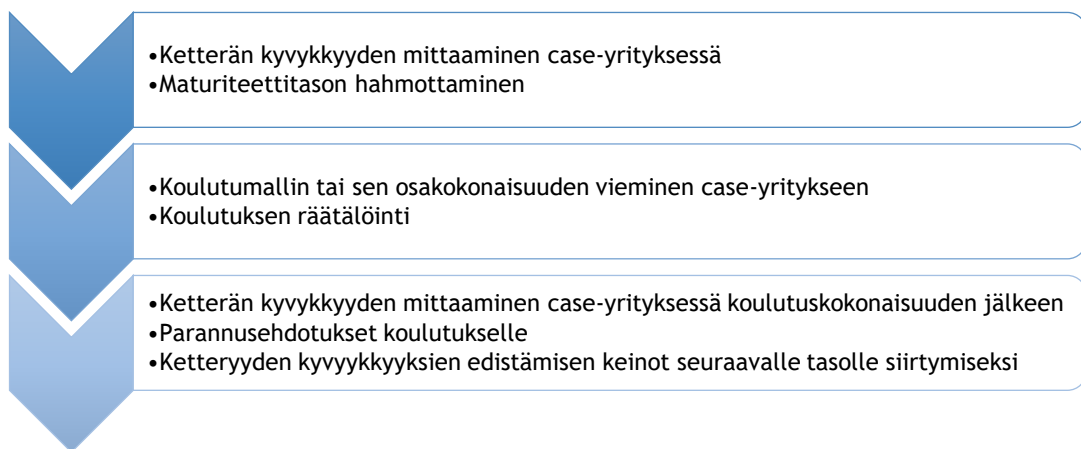 •Ketterän kyvykkyyden mittaaminen case-yrityksessä
•Maturiteettitason hahmottaminen
•Koulutumallin tai sen osakokonaisuuden vieminen case-yritykseen
•Koulutuksen räätälöinti
•Ketterän kyvykkyyden mittaaminen case-yrityksessä koulutuskokonaisuuden jälkeen
•Parannusehdotukset koulutukselle
•Ketteryyden kyvyykkyyksien edistämisen keinot seuraavalle tasolle siirtymiseksi